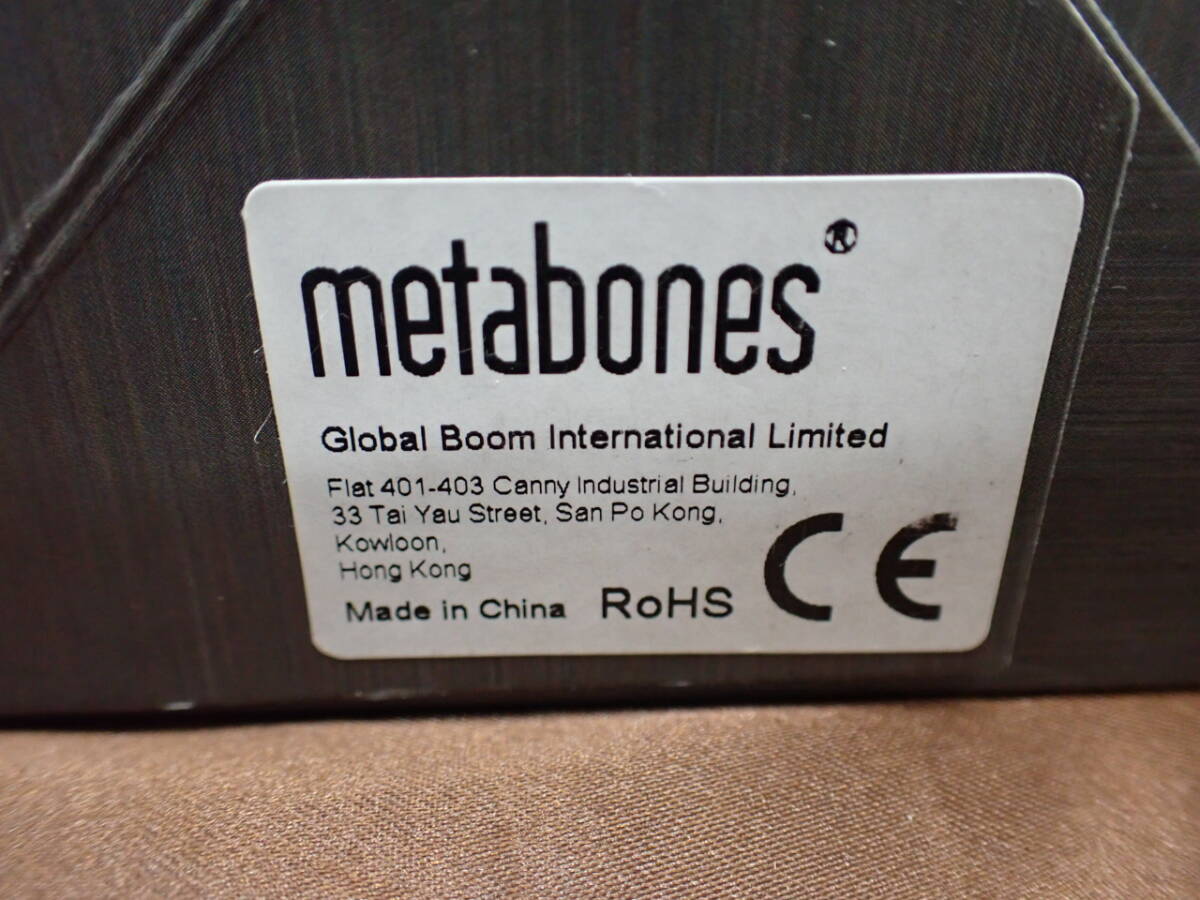 metabones®
Global Boom International Limited
Flat 401-403 Canny Industrial Building,
33 Tai Yau Street, San Po Kong,
Kowloon,
Hong Kong
Made in China RoHS CE